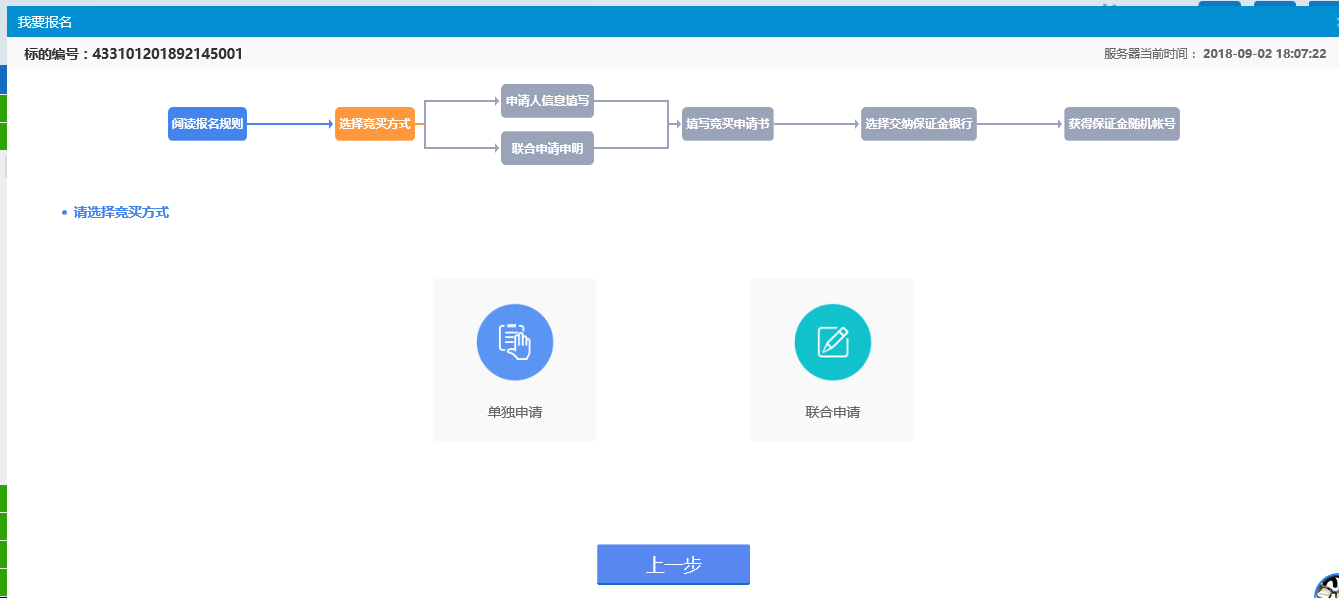 我要报名
标的编号：433101201892145001
服务器当前时间： 2018-09-02 18:07:22
阅读报名规则
选择竞买方式
申请人信息填写
联合申请申明
填写竞买申请书
选择交纳保证金银行
获得保证金随机帐号
请选择竞买方式
单独申请
联合申请
上一步